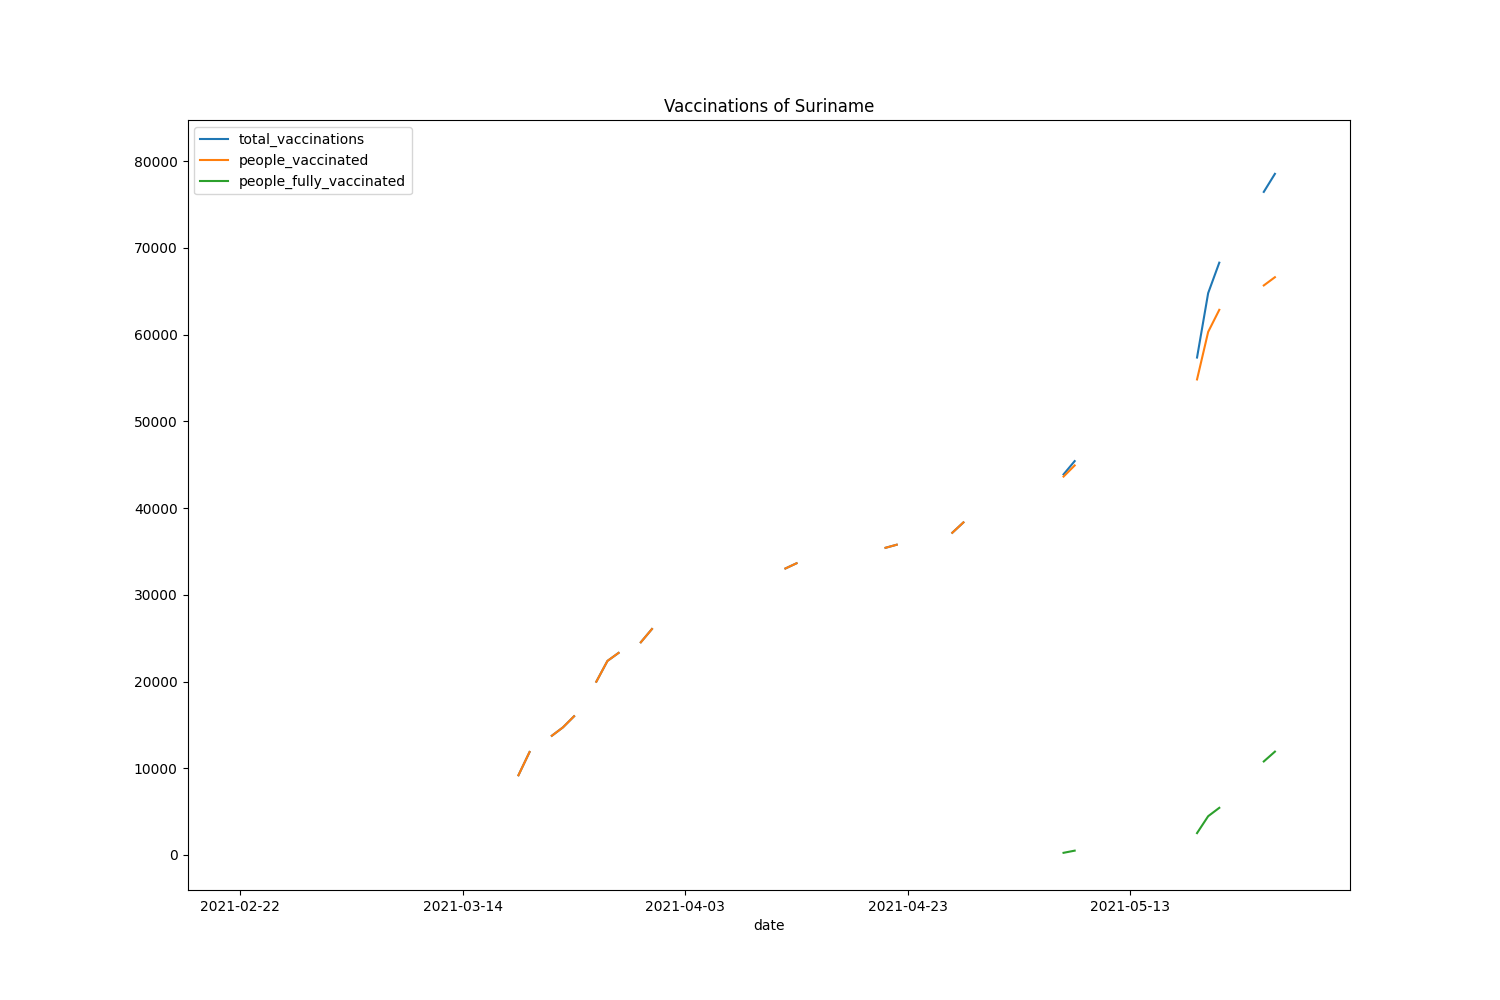 Vaccinations of Suriname
total_vaccinations
people_vaccinated
people_fully_vaccinated
80000
70000
60000
50000
40000
30000
20000
10000
0
2021-02-22
2021-03-14
2021-04-03
2021-04-23
2021-05-13
date